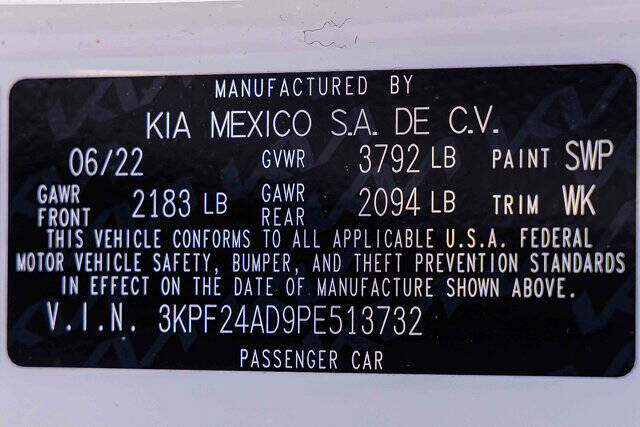 MANUFACTURED BY
KIA MEXICO S.A. DE C.V.
06/22 GVWR 3792 LB PAINT SWP
GAWR FRONT 2183 LB GAWR REAR 2094 LB TRIM WK
THIS VEHICLE CONFORMS TO ALL APPLICABLE U.S.A. FEDERAL
MOTOR VEHICLE SAFETY, BUMPER, AND THEFT PREVENTION STANDARDS
IN EFFECT ON THE DATE OF MANUFACTURE SHOWN ABOVE.
V.I.N. 3KPF24AD9PE513732
PASSENGER CAR